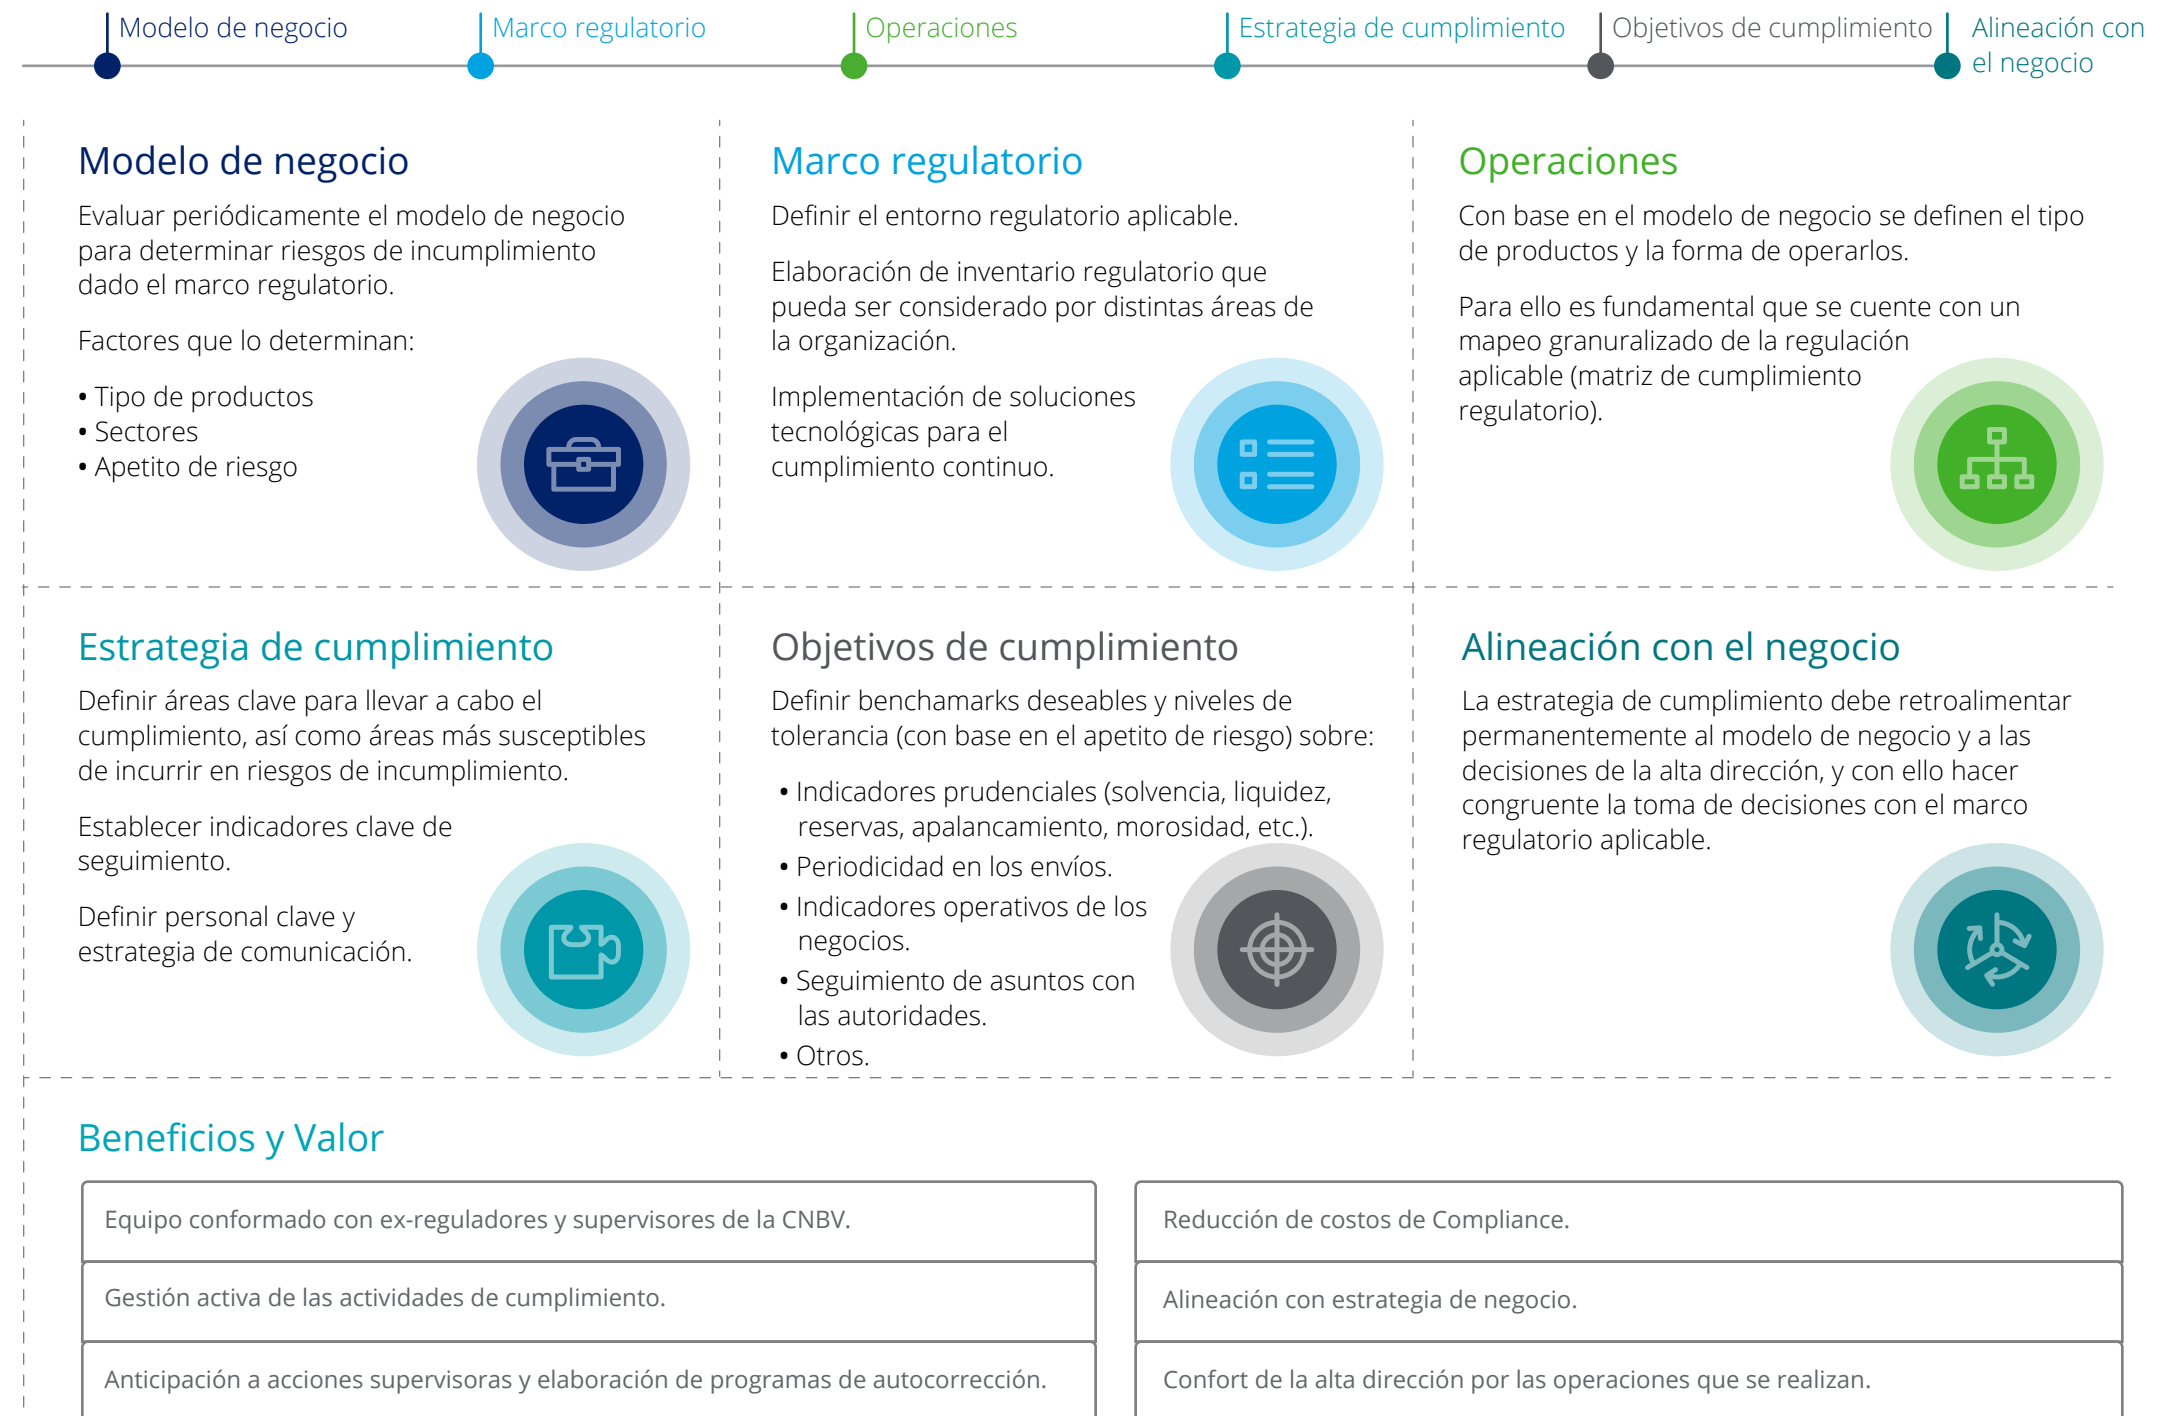 Modelo de negocio
Marco regulatorio
Operaciones
Estrategia de cumplimiento
Objetivos de cumplimiento
Alineación con
el negocio
Modelo de negocio
Evaluar periódicamente el modelo de negocio
para determinar riesgos de incumplimiento
dado el marco regulatorio.
Factores que lo determinan:
• Tipo de productos
• Sectores
• Apetito de riesgo
Marco regulatorio
Definir el entorno regulatorio aplicable.
Elaboración de inventario regulatorio que
pueda ser considerado por distintas áreas de
la organización.
Implementación de soluciones
tecnológicas para el
cumplimiento continuo.
Operaciones
Con base en el modelo de negocio se definen el tipo
de productos y la forma de operarlos.
Para ello es fundamental que se cuente con un
mapeo granuralizado de la regulación
aplicable (matriz de cumplimiento
regulatorio).
Estrategia de cumplimiento
Definir áreas clave para llevar a cabo el
cumplimiento, así como áreas más susceptibles
de incurrir en riesgos de incumplimiento.
Establecer indicadores clave de
seguimiento.
Definir personal clave y
estrategia de comunicación.
Objetivos de cumplimiento
Definir benchamarks deseables y niveles de
tolerancia (con base en el apetito de riesgo) sobre:
• Indicadores prudenciales (solvencia, liquidez,
reservas, apalancamiento, morosidad, etc.).
• Periodicidad en los envíos.
• Indicadores operativos de los
negocios.
• Seguimiento de asuntos con
las autoridades.
• Otros.
Alineación con el negocio
La estrategia de cumplimiento debe retroalimentar
permanentemente al modelo de negocio y a las
decisiones de la alta dirección, y con ello hacer
congruente la toma de decisiones con el marco
regulatorio aplicable.
Beneficios y Valor
Equipo conformado con ex-reguladores y supervisores de la CNBV.
Gestión activa de las actividades de cumplimiento.
Anticipación a acciones supervisoras y elaboración de programas de autocorrección.
Reducción de costos de Compliance.
Alineación con estrategia de negocio.
Confort de la alta dirección por las operaciones que se realizan.